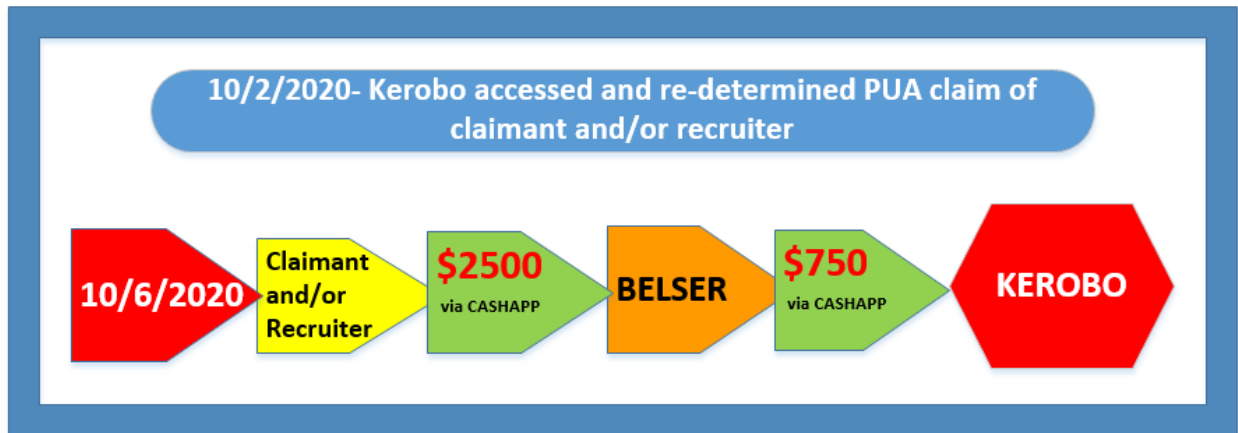 10/2/2020- Kerobo accessed and re-determined PUA claim of
claimant and/or recruiter
10/6/2020
Claimant
and/or
Recruiter
$2500
via CASHAPP
BELSER
$750
via CASHAPP
KEROBO